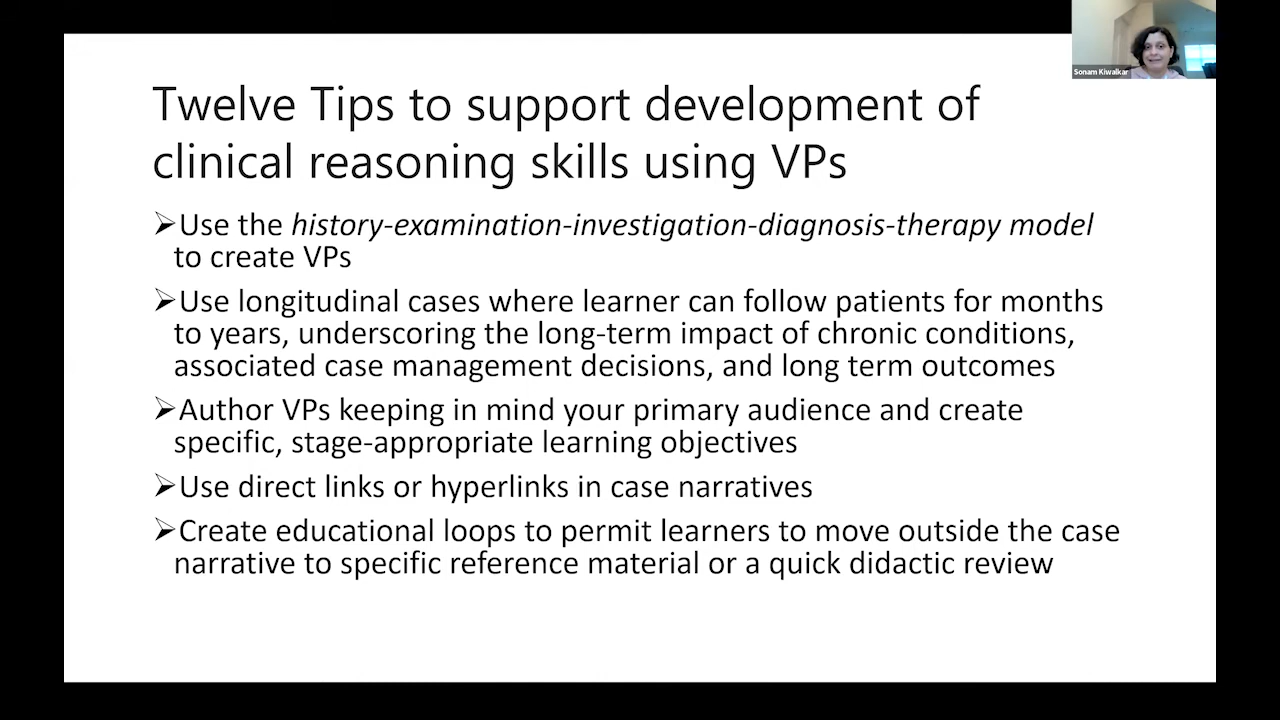 Sonam Kiwalkar
Twelve Tips to support development of
clinical reasoning skills using VPs
➢Use the history-examination-investigation-diagnosis-therapy model
to create VPs
➢Use longitudinal cases where learner can follow patients for months
to years, underscoring the long-term impact of chronic conditions,
associated case management decisions, and long term outcomes
➢Author VPs keeping in mind your primary audience and create
specific, stage-appropriate learning objectives
➢Use direct links or hyperlinks in case narratives
➢Create educational loops to permit learners to move outside the case
narrative to specific reference material or a quick didactic review